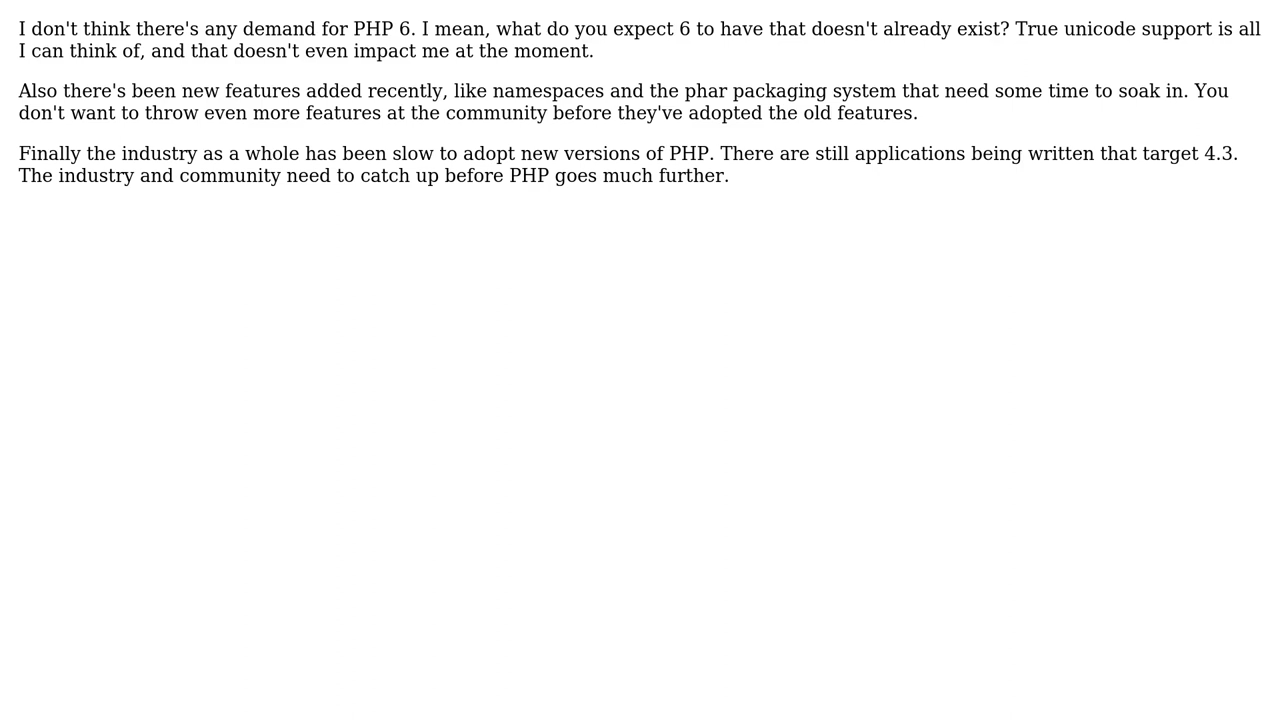 I don't think there's any demand for PHP 6. I mean, what do you expect 6 to have that doesn't already exist? True unicode support is all
I can think of, and that doesn't even impact me at the moment.
Also there's been new features added recently, like namespaces and the phar packaging system that need some time to soak in. You
don't want to throw even more features at the community before they've adopted the old features.
Finally the industry as a whole has been slow to adopt new versions of PHP. There are still applications being written that target 4.3.
The industry and community need to catch up before PHP goes much further.